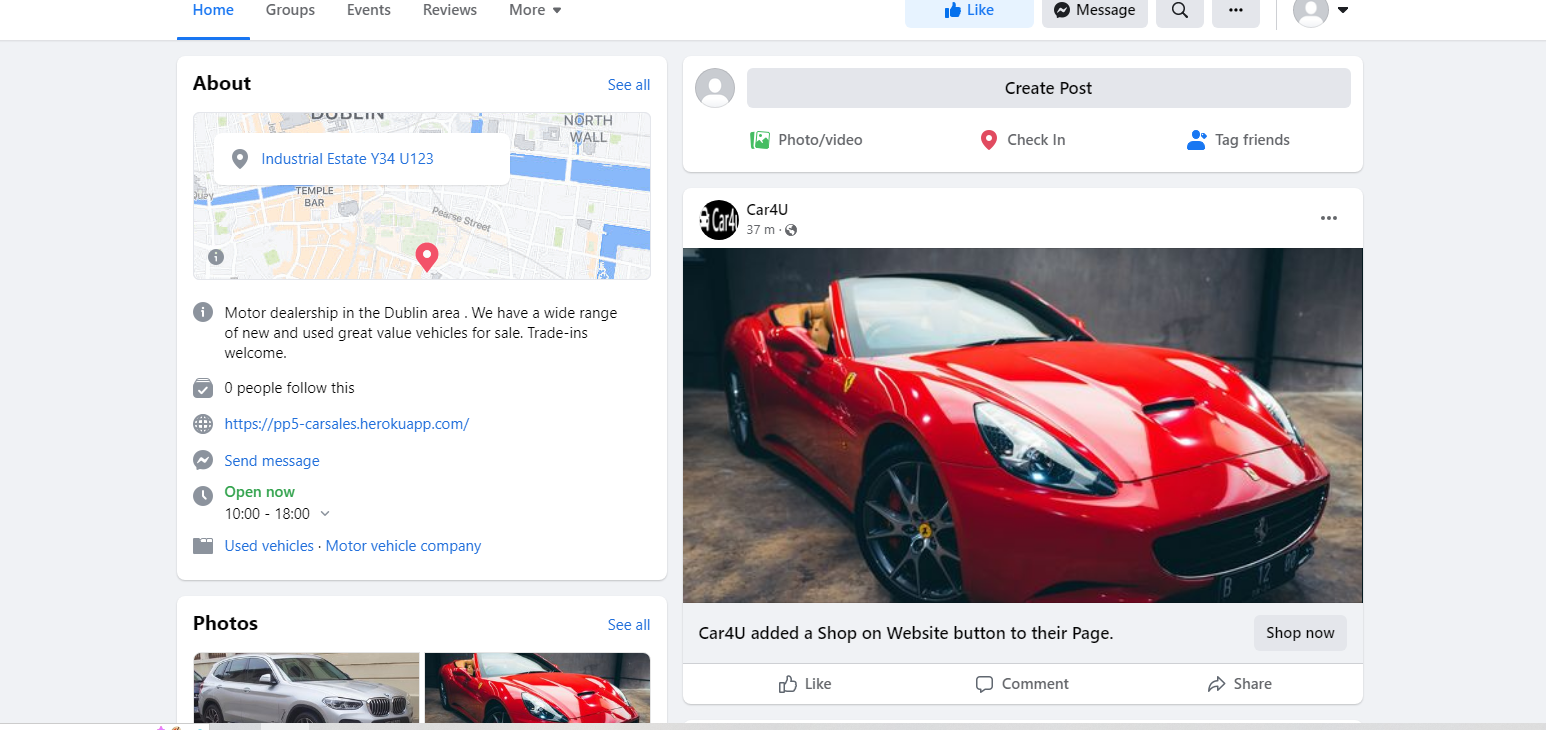 Home Groups Events Reviews More
Like Message
About See all
DUBLIN
NORTH
WALL
Industrial Estate Y34 U123
Quay
TEMPLE
BAR
Pearse Street
Motor dealership in the Dublin area . We have a wide range
of new and used great value vehicles for sale. Trade-ins
welcome.
0 people follow this
https://pp5-carsales.herokuapp.com/
Send message
Open now
10:00 - 18:00
Used vehicles · Motor vehicle company
Photos See all
Create Post
Photo/video Check In Tag friends
Car4U
Car4U
37 m ·
B 12
Car4U added a Shop on Website button to their Page.
Shop now
Like Comment Share